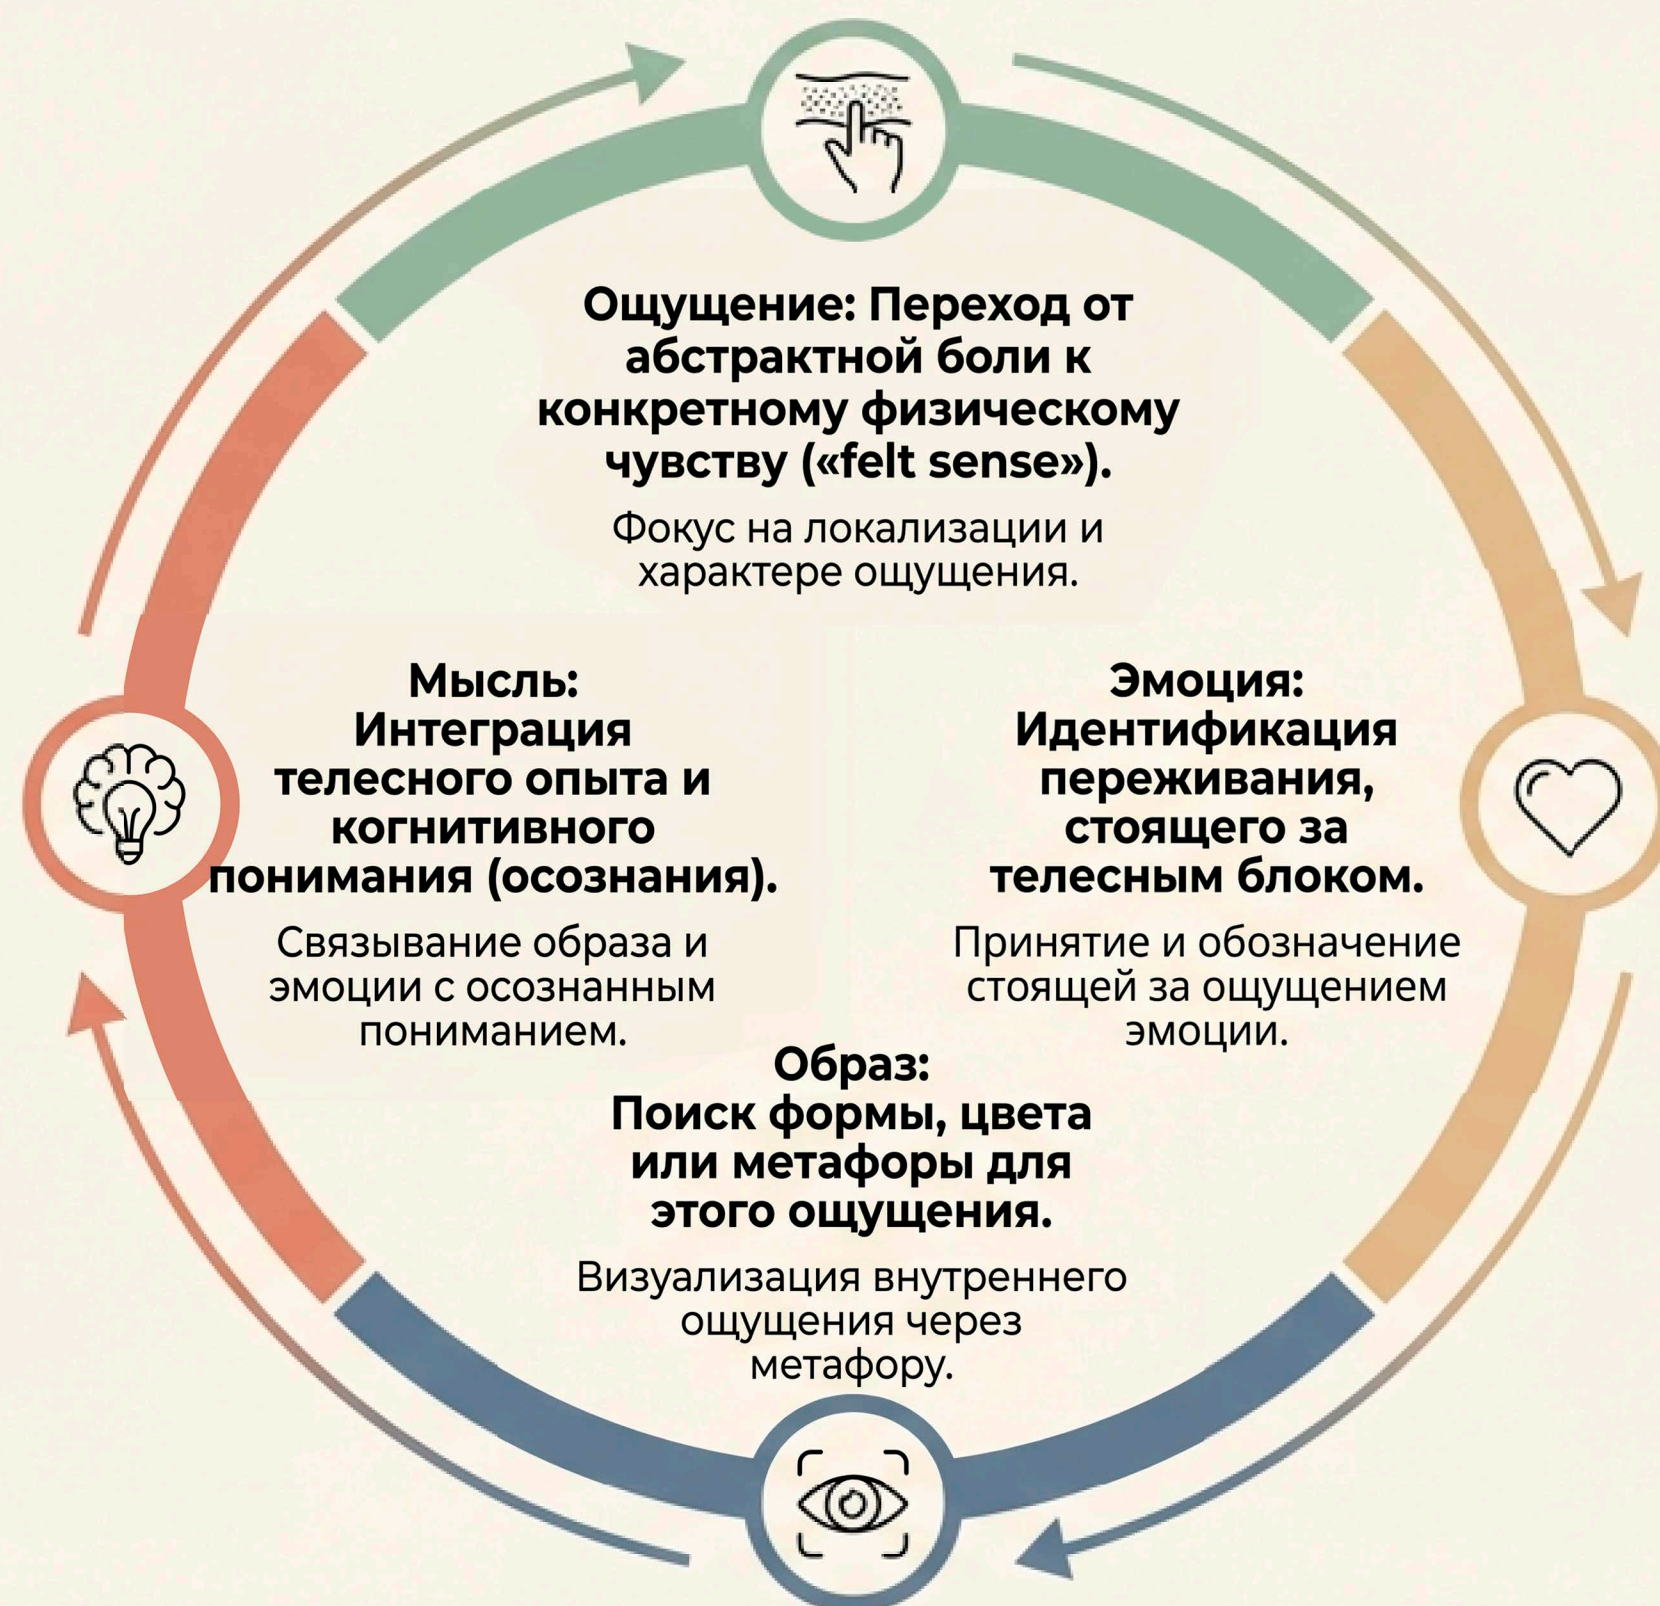 Ощущение: Переход от
абстрактной боли к
конкретному физическому
чувству («felt sense»).
Фокус на локализации и
характере ощущения.
Мысль:
Интеграция
телесного опыта и
когнитивного
понимания (осознания).
Связывание образа и
эмоции с осознанным
пониманием.
Эмоция:
Идентификация
переживания,
стоящего за
телесным блоком.
Принятие и обозначение
стоящей за ощущением
эмоции.
Образ:
Поиск формы, цвета
или метафоры для
этого ощущения.
Визуализация внутреннего
ощущения через
метафору.